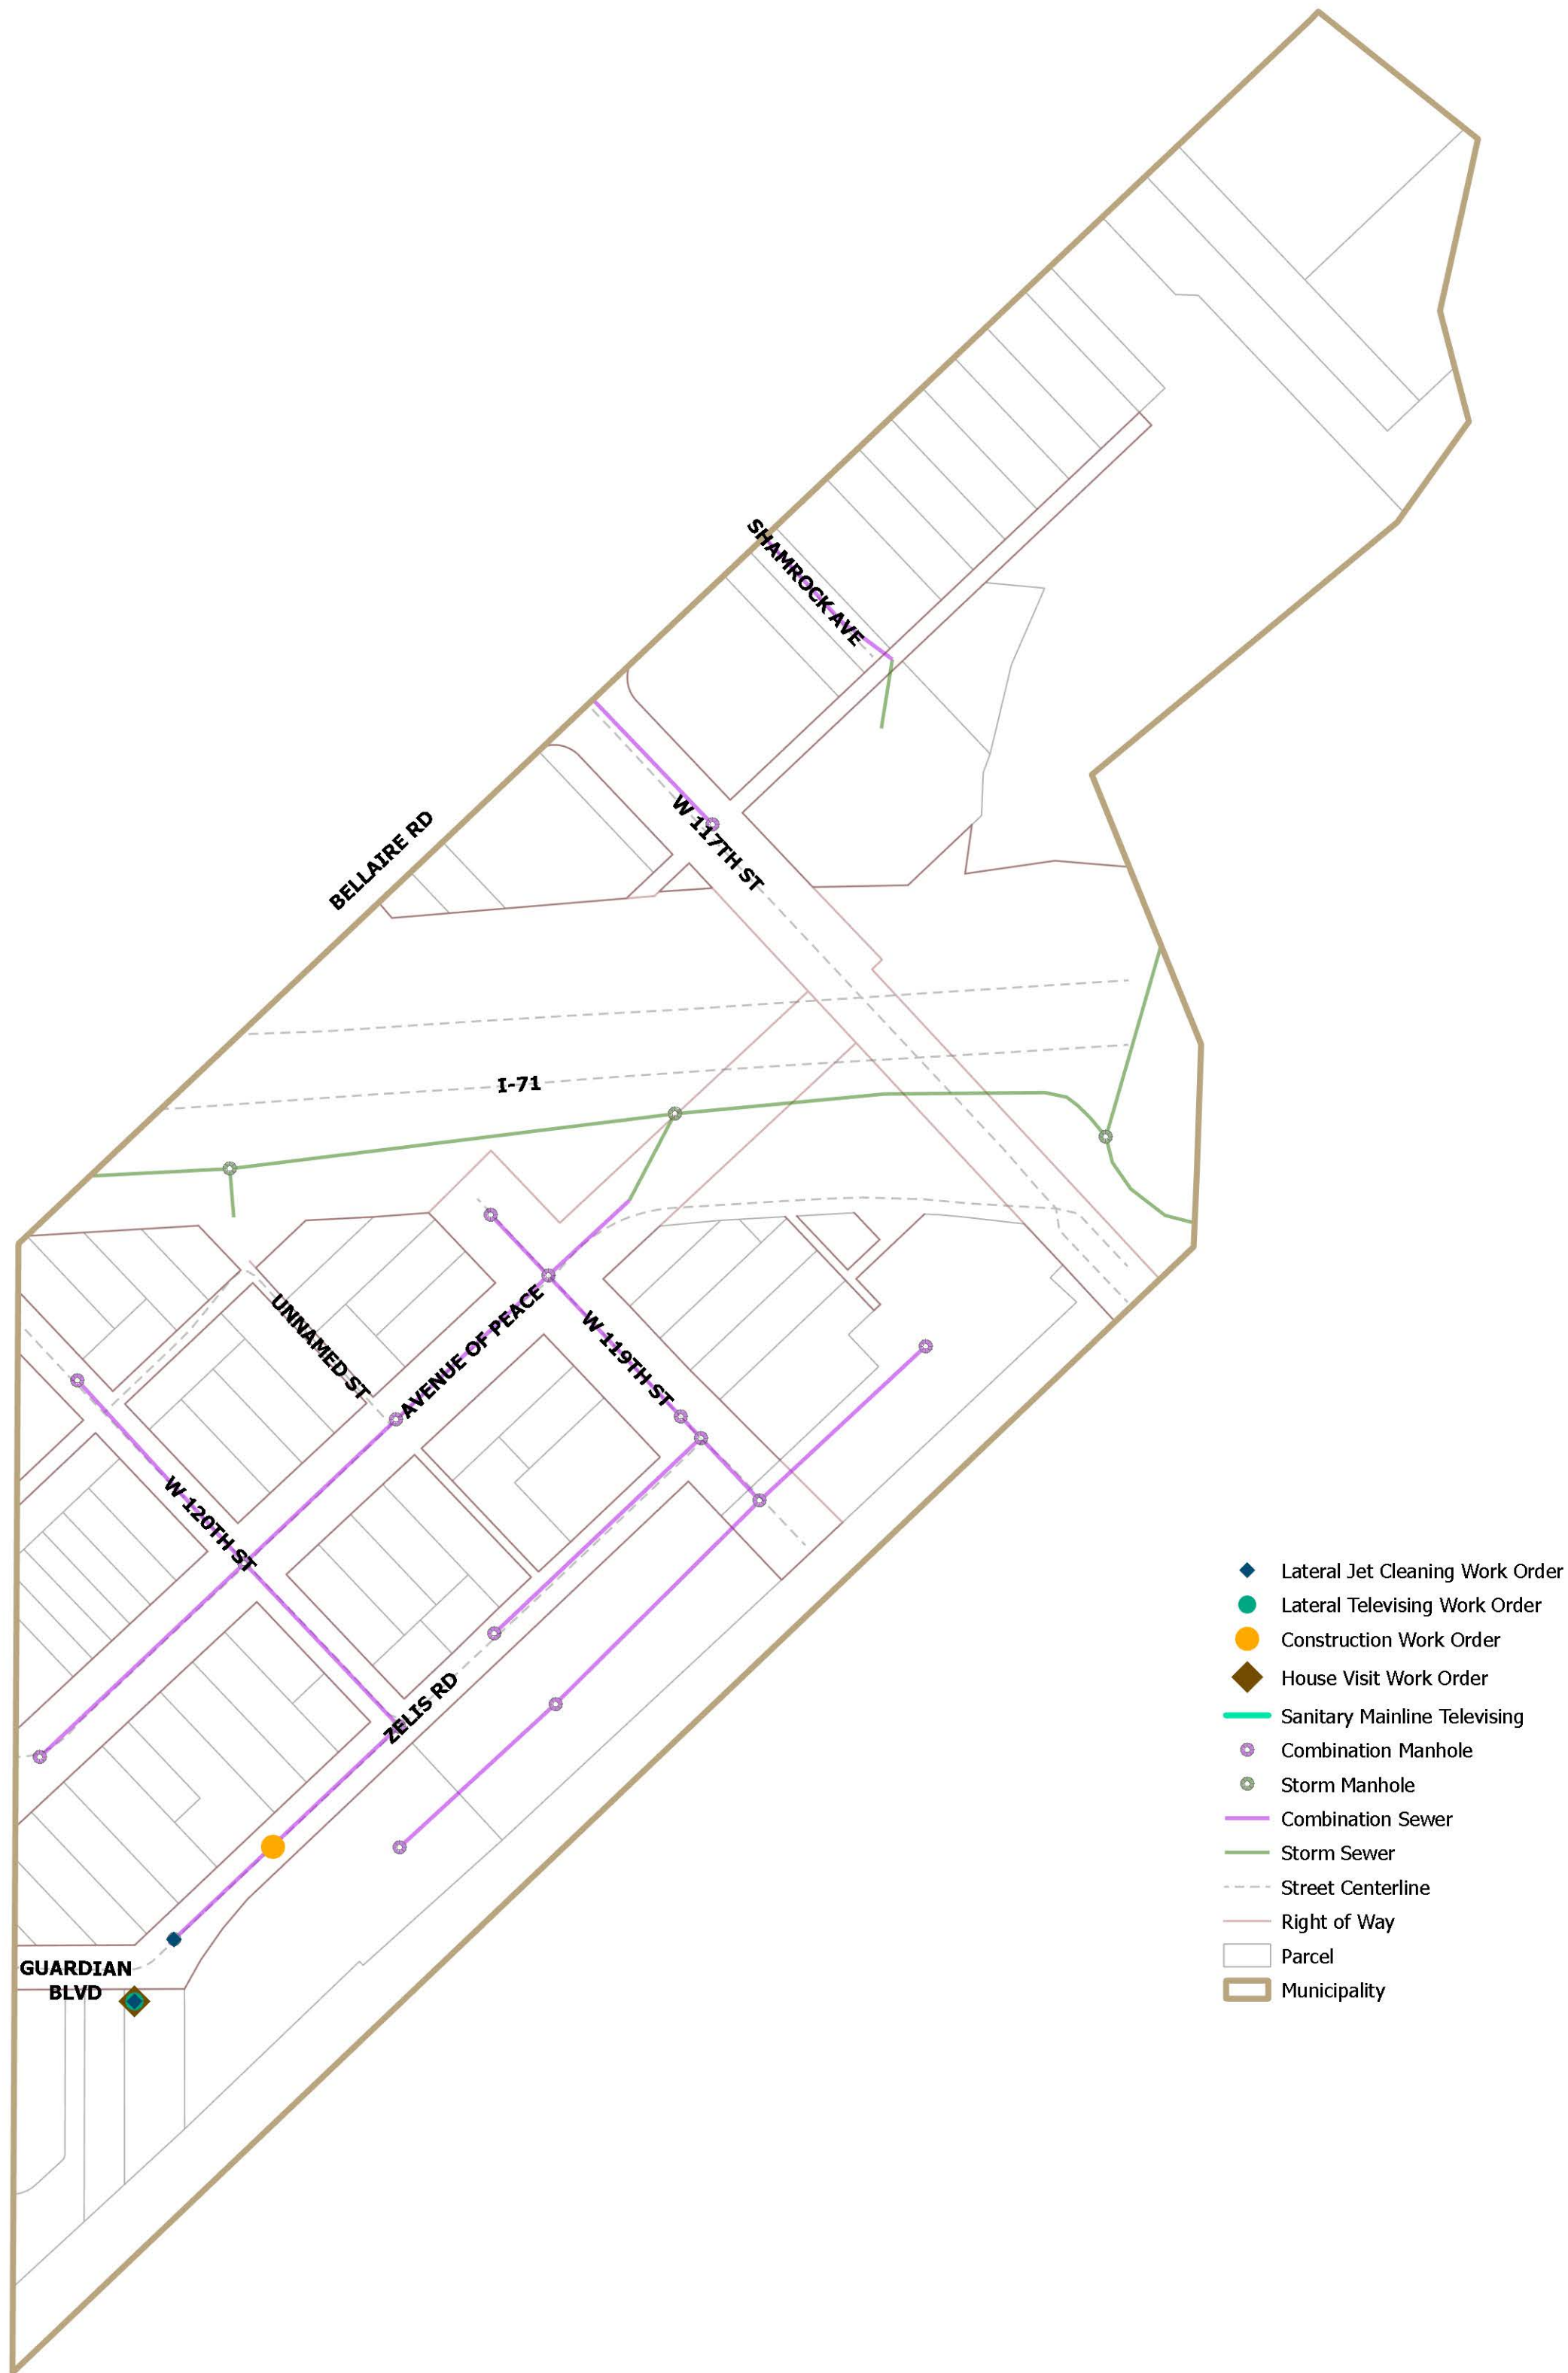 SHAMROCK AVE
W 117TH ST
BELLAIRE RD
I-71
UNNAMED ST
AVENUE OF PEACE
W 119TH ST
W 120TH ST
ZELIS RD
GUARDIAN
BLVD
Lateral Jet Cleaning Work Order
Lateral Televising Work Order
Construction Work Order
House Visit Work Order
Sanitary Mainline Televising
Combination Manhole
Storm Manhole
Combination Sewer
Storm Sewer
Street Centerline
Right of Way
Parcel
Municipality